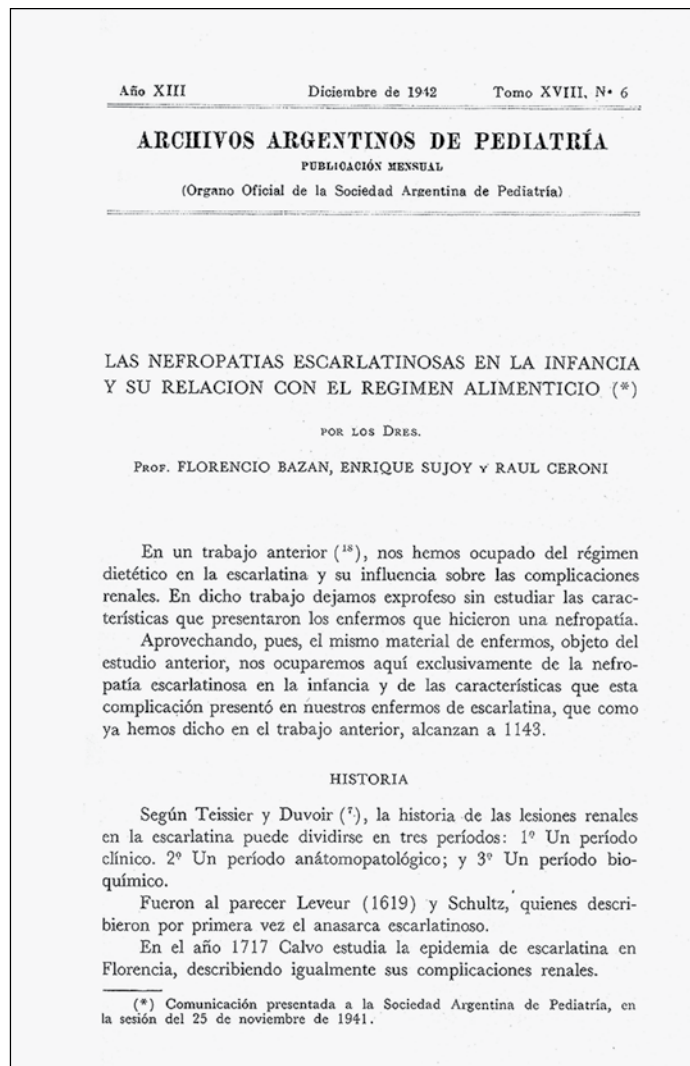 Año XIII Diciembre de 1942 Tomo XVIII, N• 6
ARCHIVOS ARGENTINOS DE PEDIATRÍA
PUBLICACIÓN MENSUAL
(Organo Oficial de la Sociedad Argentina de Pediatría)
LAS NEFROPATIAS ESCARLATINOSAS EN LA INFANCIA
Y SU RELACION CON EL REGIMEN ALIMENTICIO (*)
POR LOS DRES.
PROF. FLORENCIO BAZAN, ENRIQUE SUJOY Y RAUL CERONI
En un trabajo anterior (18), nos hemos ocupado del régimen
dietético en la escarlatina y su influencia sobre las complicaciones
renales. En dicho trabajo dejamos exprofeso sin estudiar las carac-
terísticas que presentaron los enfermos que hicieron una nefropatía.
Aprovechando, pues, el mismo material de enfermos, objeto del
estudio anterior, nos ocuparemos aquí exclusivamente de la nefro-
patía escarlatinosa en la infancia y de las características que esta
complicación presentó en nuestros enfermos de escarlatina, que como
ya hemos dicho en el trabajo anterior, alcanzan a 1143.
HISTORIA
Según Teissier y Duvoir (7), la historia de las lesiones renales
en la escarlatina puede dividirse en tres períodos: 1º Un período
clínico. 2º Un período anátomopatológico; y 3º Un período bio-
químico.
Fueron al parecer Leveur (1619) y Schultz, quienes descri-
bieron por primera vez el anasarca escarlatinoso.
En el año 1717 Calvo estudia la epidemia de escarlatina en
Florencia, describiendo igualmente sus complicaciones renales.
(*) Comunicación presentada a la Sociedad Argentina de Pediatría, en
la sesión del 25 de noviembre de 1941.